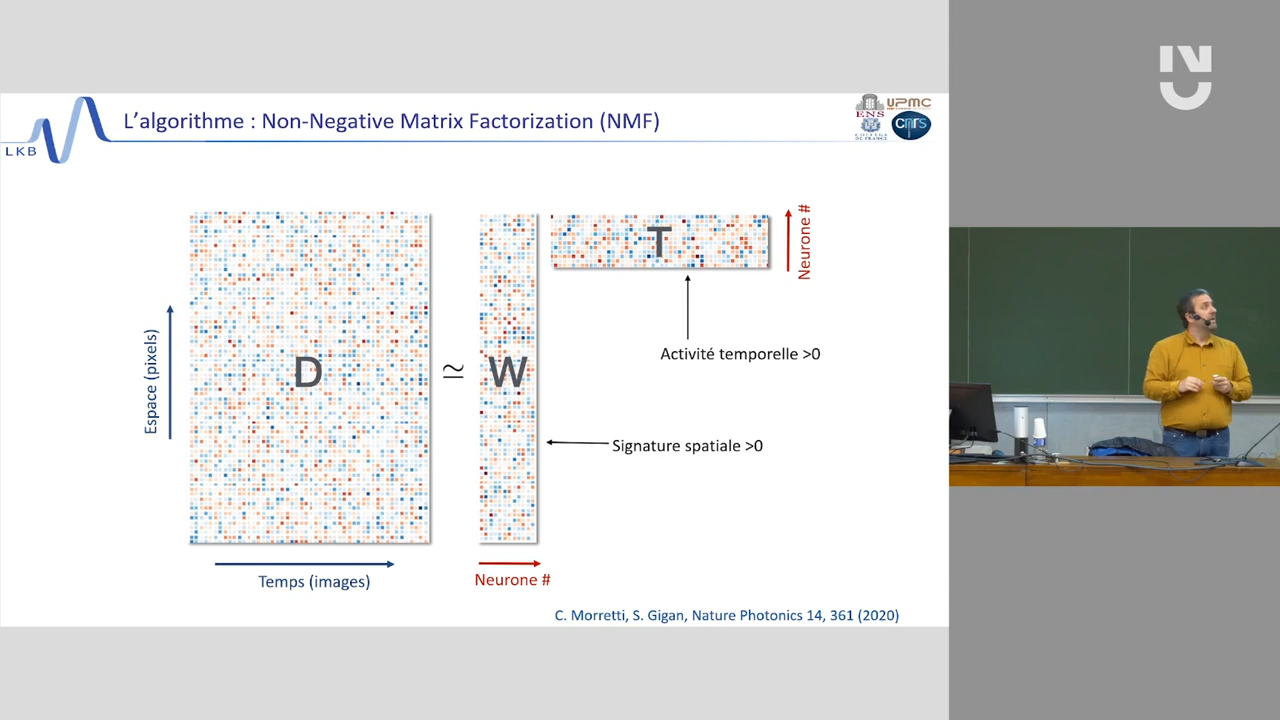 L'algorithme : Non-Negative Matrix Factorization (NMF)
LKB
ENS
UPMC
COLLÈGE
DE FRANCE
cnrs
D
≃
W
T
Neurone #
Espace (pixels)
Activité temporelle >0
Signature spatiale >0
Temps (images)
Neurone #
C. Morretti, S. Gigan, Nature Photonics 14, 361 (2020)